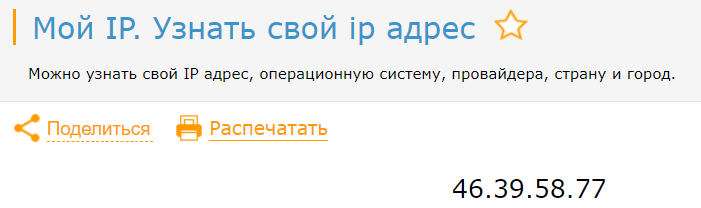 Мой IP. Узнать свой ip адрес
Можно узнать свой IP адрес, операционную систему, провайдера, страну и город.
Поделиться Распечатать
46.39.58.77